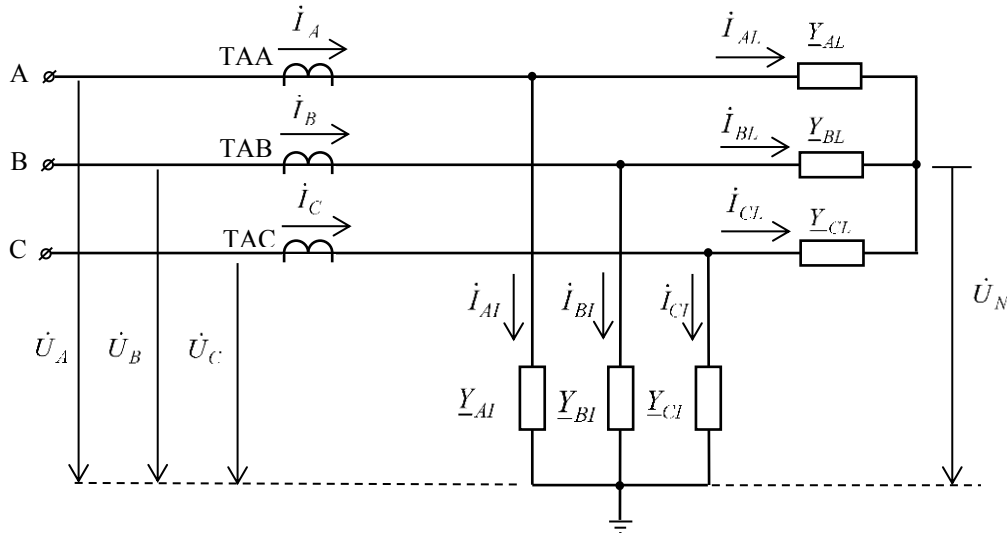 İ_A
TAA
A
İ_AL
Y_AL
İ_B
TAB
B
İ_BL
Y_BL
İ_C
TAC
C
İ_CL
Y_CL
U̇_A
U̇_B
U̇_C
İ_AI
İ_BI
İ_CI
U̇_N
Y_AI
Y_BI
Y_CI